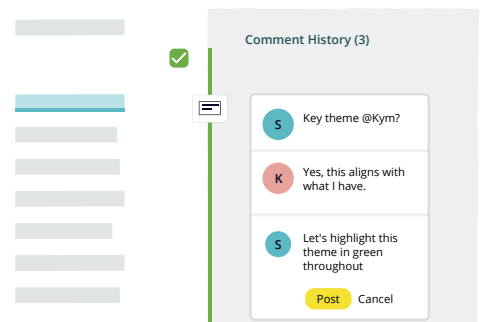 Comment History (3)
S
Key theme @Kym?
K
Yes, this aligns with
what I have.
S
Let's highlight this
theme in green
throughout
Post Cancel